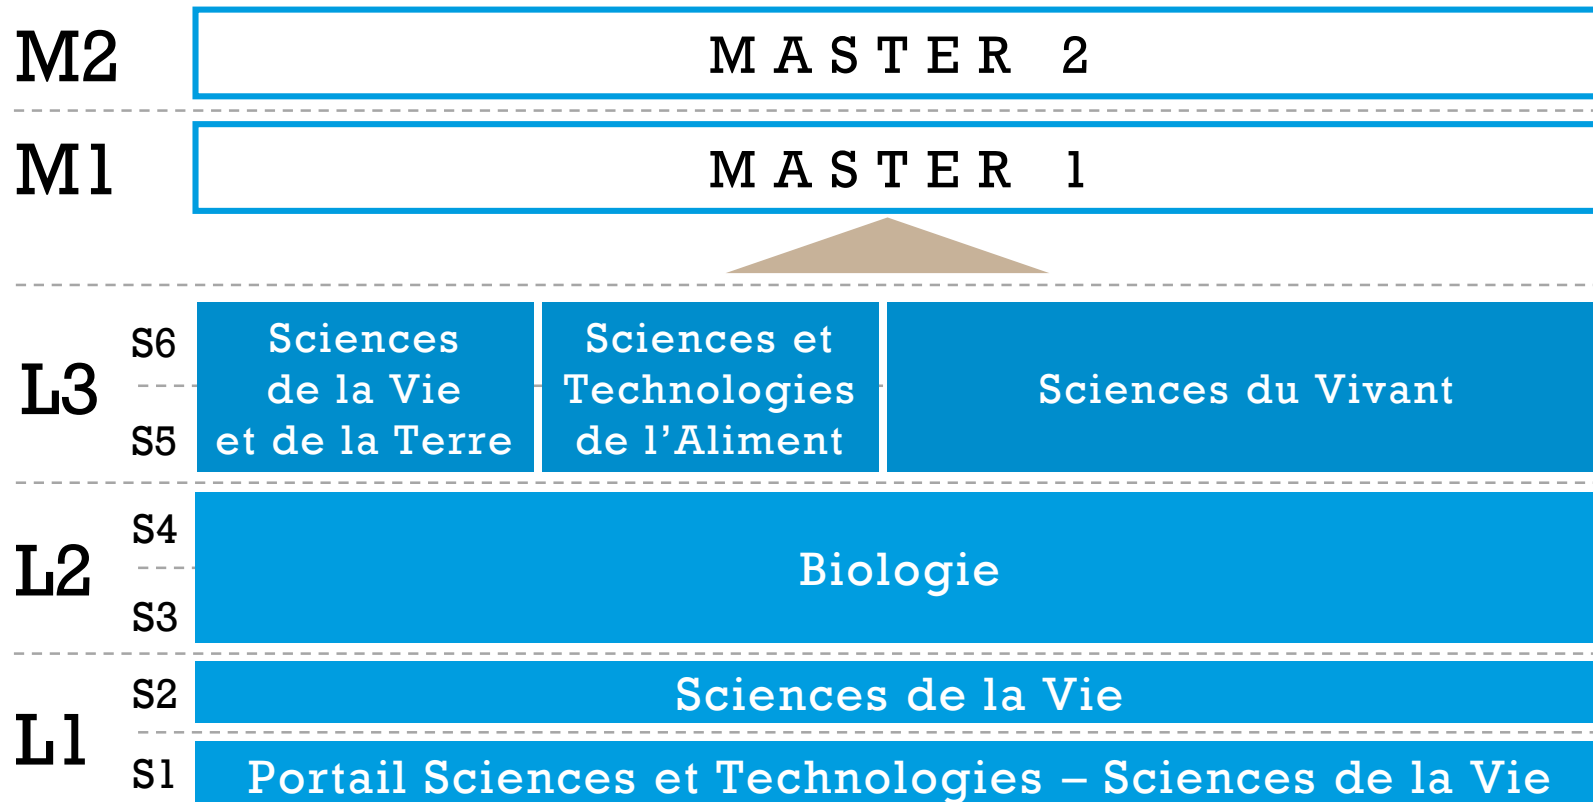 M2
MASTER 2
M1
MASTER 1
L3
S6
S5
Sciences
de la Vie
et de la Terre
Sciences et
Technologies
de l’Aliment
Sciences du Vivant
L2
S4
S3
Biologie
L1
S2
Sciences de la Vie
S1
Portail Sciences et Technologies – Sciences de la Vie